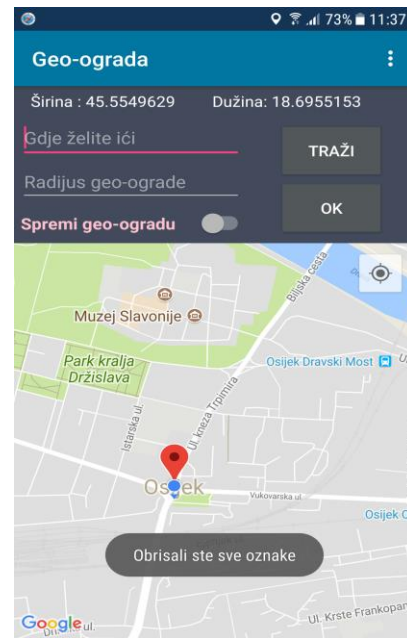 73% 11:37
Geo-ograda
Širina : 45.5549629 Dužina: 18.6955153
Gdje želite ići
TRAŽI
Radijus geo-ograde
OK
Spremi geo-ogradu
Biljska cesta
Muzej Slavonije
Park kralja
Držislava
Osijek Dravski Most
Istarska ul.
Ul. kneza Trpimira
Osijek
Vukovarska ul.
Osijek
Obrisali ste sve oznake
Google
ul.
Ul. Krste Frankopan